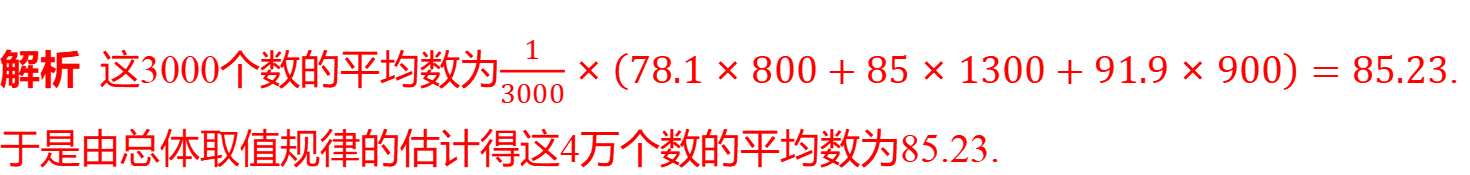 解析 这3000个数的平均数为1/3000 × (78.1 × 800 + 85 × 1300 + 91.9 × 900) = 85.23.
于是由总体取值规律的估计得这4万个数的平均数为85.23.